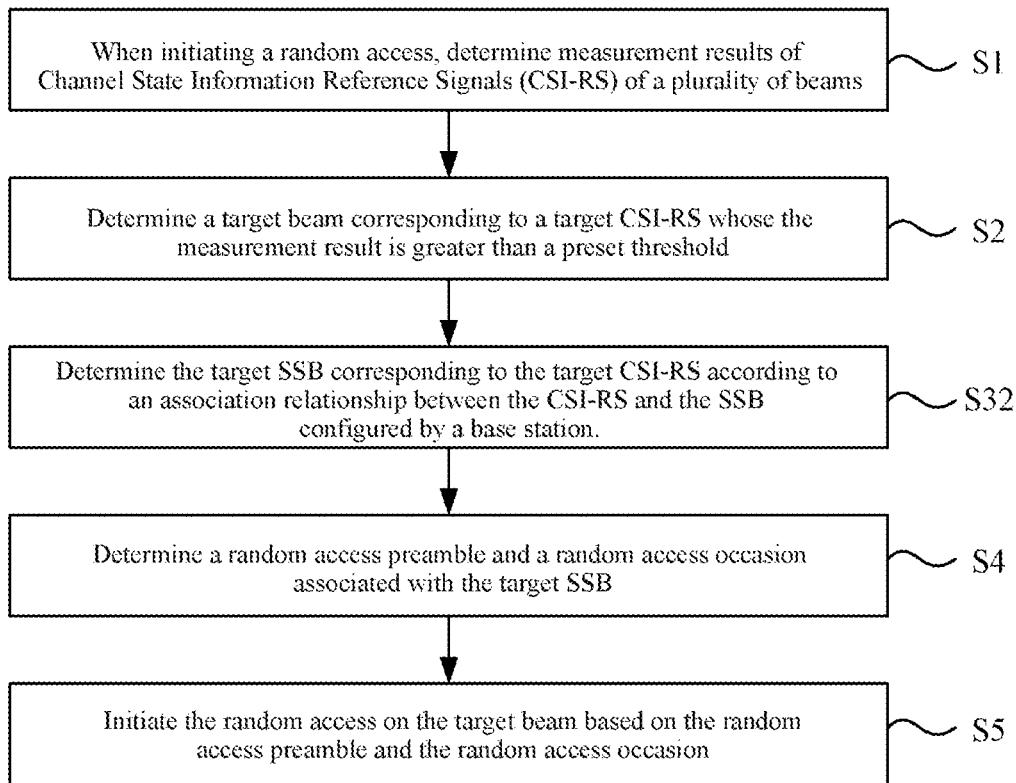 When initiating a random access, determine measurement results of
Channel State Information Reference Signals (CSI-RS) of a plurality of beams
S1
Determine a target beam corresponding to a target CSI-RS whose the
measurement result is greater than a preset threshold
S2
Determine the target SSB corresponding to the target CSI-RS according to
an association relationship between the CSI-RS and the SSB
configured by a base station.
S32
Determine a random access preamble and a random access occasion
associated with the target SSB
S4
Initiate the random access on the target beam based on the random
access preamble and the random access occasion
S5